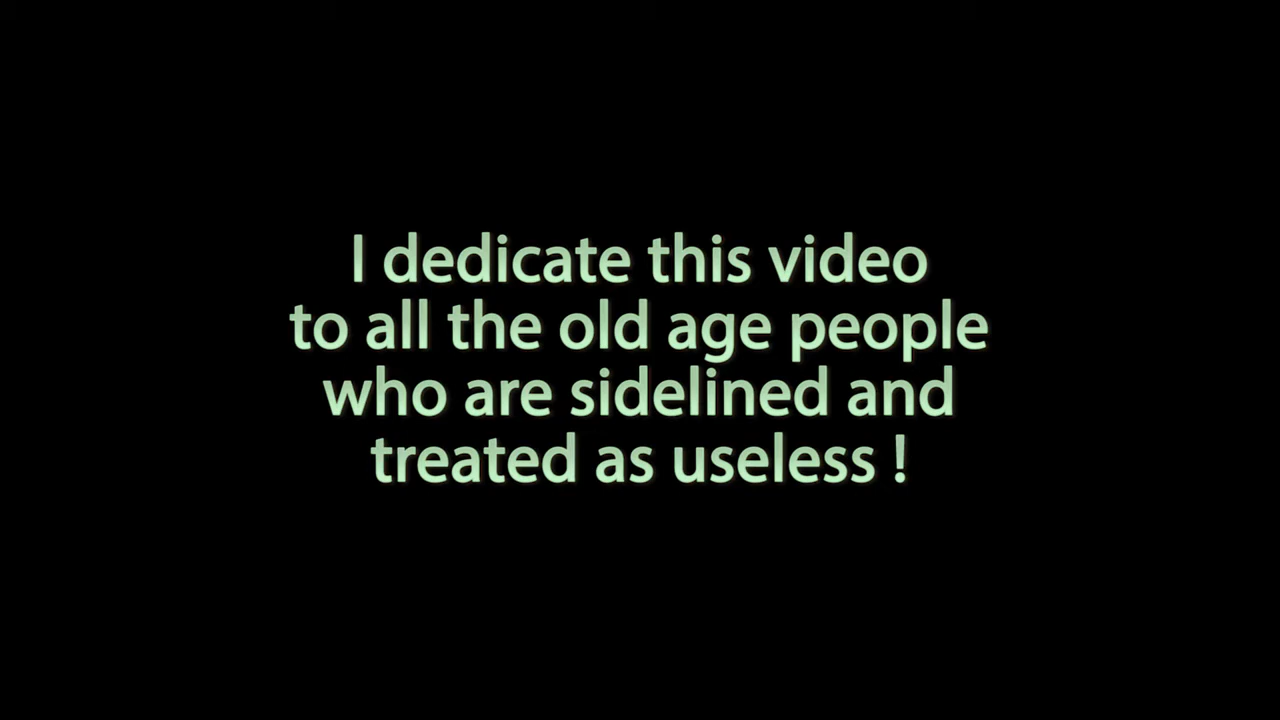 I dedicate this video
to all the old age people
who are sidelined and
treated as useless !